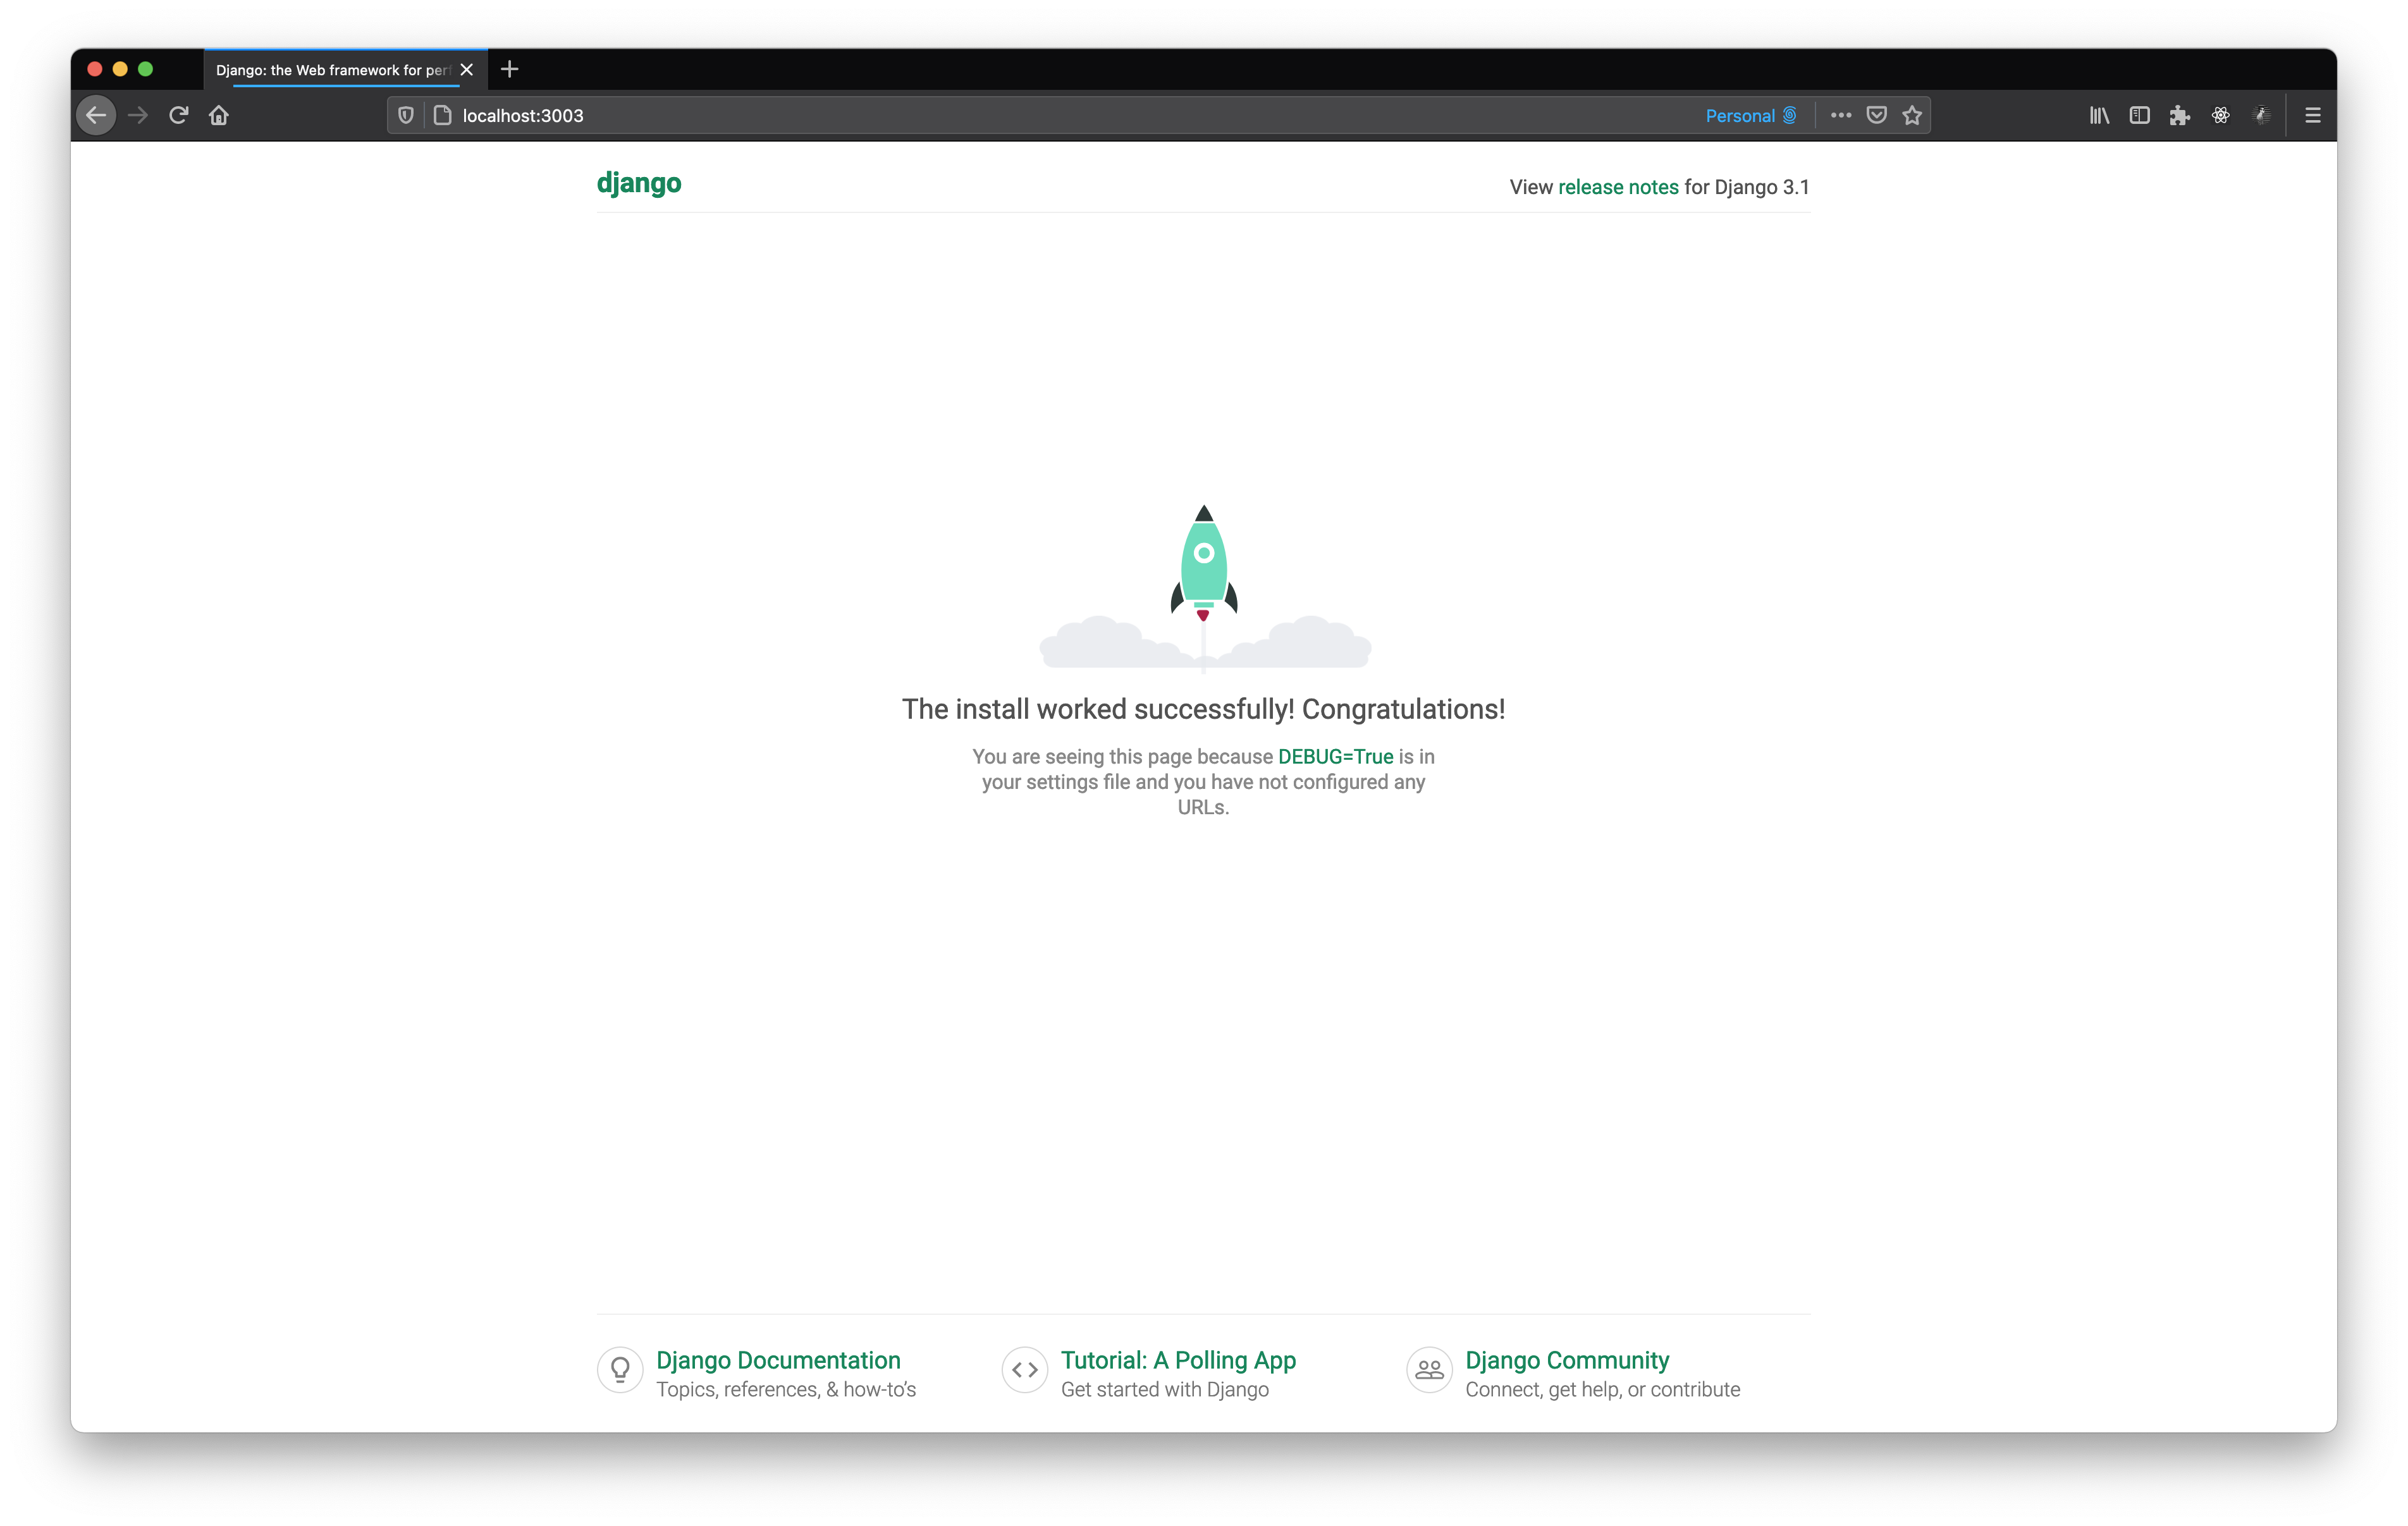 Django: the Web framework for perf
localhost:3003
Personal
django
View release notes for Django 3.1
The install worked successfully! Congratulations!
You are seeing this page because DEBUG=True is in
your settings file and you have not configured any
URLs.
Django Documentation
Topics, references, & how-to’s
Tutorial: A Polling App
Get started with Django
Django Community
Connect, get help, or contribute